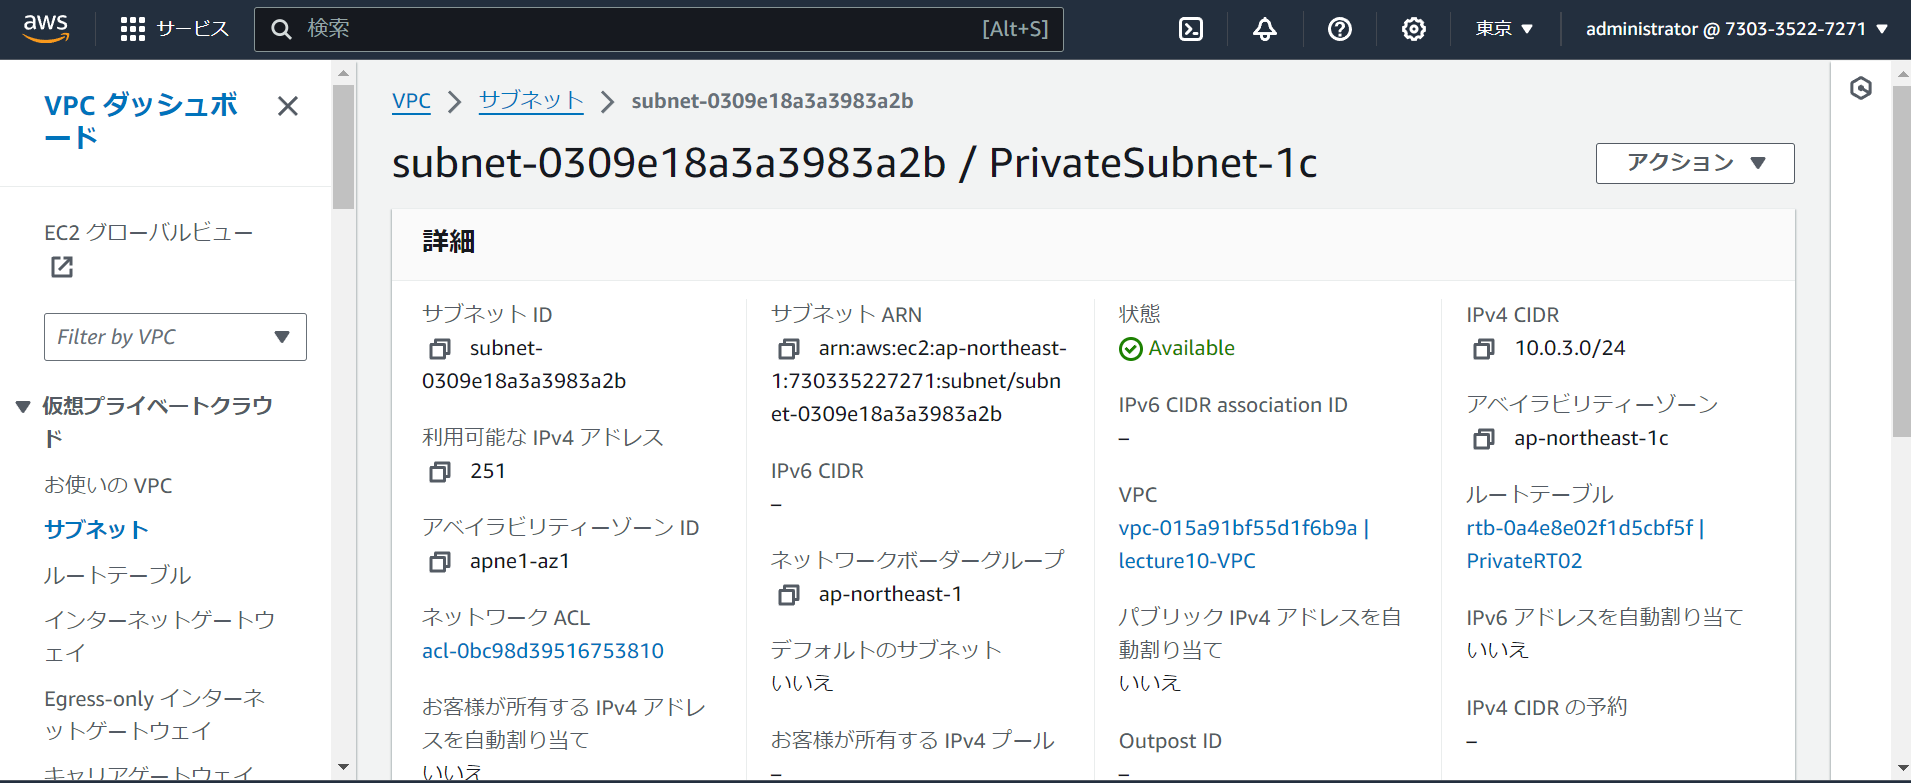 aws
サービス
検索
[Alt+S]
東京
administrator @ 7303-3522-7271
VPC ダッシュボ
ード
EC2 グローバルビュー
Filter by VPC
仮想プライベートクラウ
ド
お使いの VPC
サブネット
ルートテーブル
インターネットゲートウ
ェイ
Egress-only インターネ
ットゲートウェイ
キャリアゲートウェイ
VPC
サブネット
subnet-0309e18a3a3983a2b
subnet-0309e18a3a3983a2b / PrivateSubnet-1c
アクション
詳細
サブネット ID
subnet-
0309e18a3a3983a2b
利用可能な IPv4 アドレス
251
アベイラビリティーゾーン ID
apne1-az1
ネットワーク ACL
acl-0bc98d39516753810
お客様が所有する IPv4 アドレ
スを自動割り当て
いいえ
サブネット ARN
arn:aws:ec2:ap-northeast-
1:730335227271:subnet/subn
et-0309e18a3a3983a2b
IPv6 CIDR
–
ネットワークボーダーグループ
ap-northeast-1
デフォルトのサブネット
いいえ
お客様が所有する IPv4 プール
–
状態
Available
IPv6 CIDR association ID
–
VPC
vpc-015a91bf55d1f6b9a |
lecture10-VPC
パブリック IPv4 アドレスを自
動割り当て
いいえ
Outpost ID
–
IPv4 CIDR
10.0.3.0/24
アベイラビリティーゾーン
ap-northeast-1c
ルートテーブル
rtb-0a4e8e02f1d5cbf5f |
PrivateRT02
IPv6 アドレスを自動割り当て
いいえ
IPv4 CIDR の予約
–